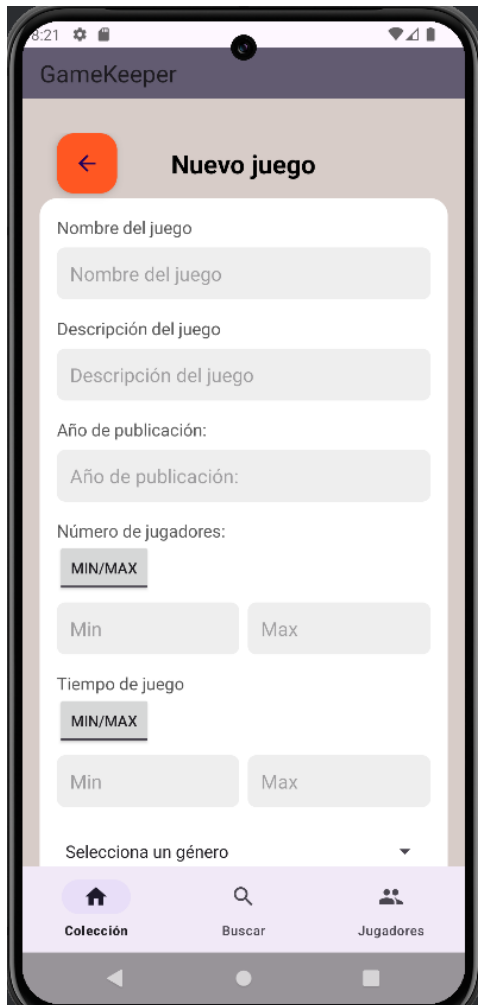 8:21
GameKeeper
Nuevo juego
Nombre del juego
Nombre del juego
Descripción del juego
Descripción del juego
Año de publicación:
Año de publicación:
Número de jugadores:
MIN/MAX
Min Max
Tiempo de juego
MIN/MAX
Min Max
Selecciona un género
Colección Buscar Jugadores